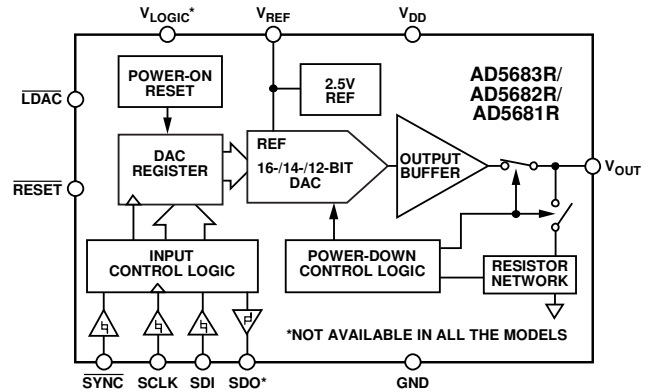 VLOGIC*
VREF
VDD
LDAC
RESET
POWER-ON
RESET
2.5V
REF
AD5683R/
AD5682R/
AD5681R
DAC
REGISTER
REF
16-/14-/12-BIT
DAC
OUTPUT
BUFFER
VOUT
INPUT
CONTROL LOGIC
POWER-DOWN
CONTROL LOGIC
RESISTOR
NETWORK
*NOT AVAILABLE IN ALL THE MODELS
SYNC
SCLK
SDI
SDO*
GND